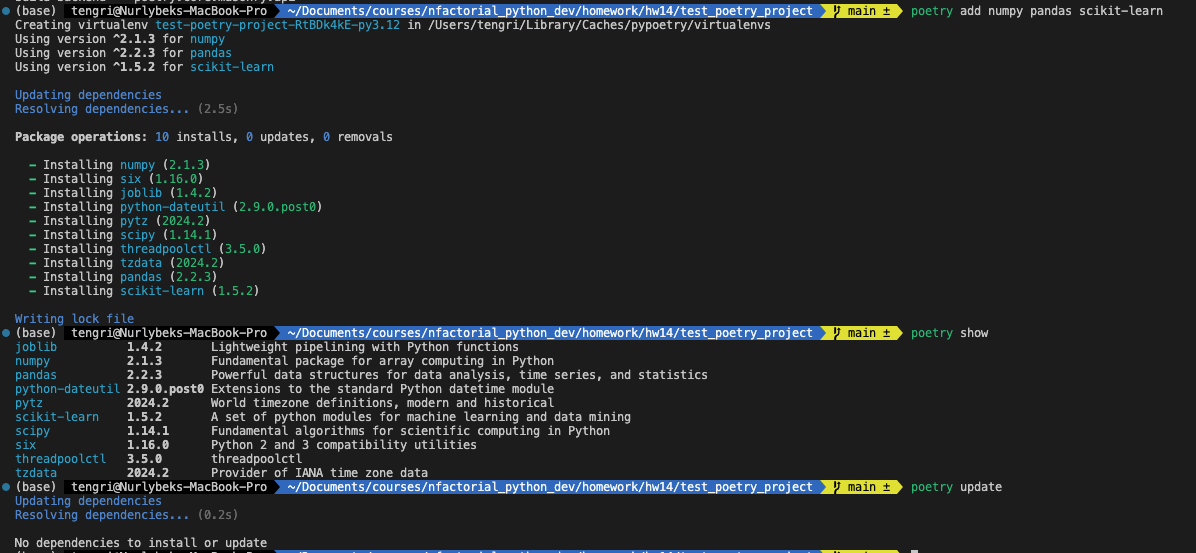 (base) tengri@Nurlybeks-MacBook-Pro ~/Documents/courses/nfactorial_python_dev/homework/hw14/test_poetry_project main ± poetry add numpy pandas scikit-learn
Creating virtualenv test-poetry-project-RtBDk4kE-py3.12 in /Users/tengri/Library/Caches/pypoetry/virtualenvs
Using version ^2.1.3 for numpy
Using version ^2.2.3 for pandas
Using version ^1.5.2 for scikit-learn
Updating dependencies
Resolving dependencies... (2.5s)
Package operations: 10 installs, 0 updates, 0 removals
- Installing numpy (2.1.3)
- Installing six (1.16.0)
- Installing joblib (1.4.2)
- Installing python-dateutil (2.9.0.post0)
- Installing pytz (2024.2)
- Installing scipy (1.14.1)
- Installing threadpoolctl (3.5.0)
- Installing tzdata (2024.2)
- Installing pandas (2.2.3)
- Installing scikit-learn (1.5.2)
Writing lock file
(base) tengri@Nurlybeks-MacBook-Pro ~/Documents/courses/nfactorial_python_dev/homework/hw14/test_poetry_project main ± poetry show
joblib 1.4.2 Lightweight pipelining with Python functions
numpy 2.1.3 Fundamental package for array computing in Python
pandas 2.2.3 Powerful data structures for data analysis, time series, and statistics
python-dateutil 2.9.0.post0 Extensions to the standard Python datetime module
pytz 2024.2 World timezone definitions, modern and historical
scikit-learn 1.5.2 A set of python modules for machine learning and data mining
scipy 1.14.1 Fundamental algorithms for scientific computing in Python
six 1.16.0 Python 2 and 3 compatibility utilities
threadpoolctl 3.5.0 threadpoolctl
tzdata 2024.2 Provider of IANA time zone data
(base) tengri@Nurlybeks-MacBook-Pro ~/Documents/courses/nfactorial_python_dev/homework/hw14/test_poetry_project main ± poetry update
Updating dependencies
Resolving dependencies... (0.2s)
No dependencies to install or update